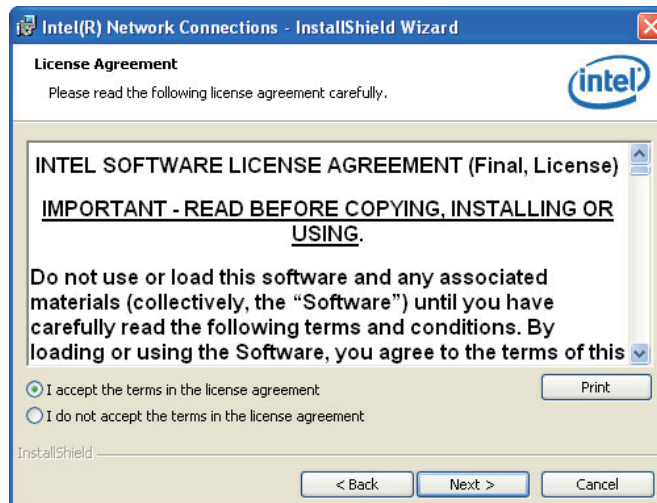 Intel(R) Network Connections - InstallShield Wizard
License Agreement
Please read the following license agreement carefully.
intel
INTEL SOFTWARE LICENSE AGREEMENT (Final, License)
IMPORTANT - READ BEFORE COPYING, INSTALLING OR
USING.
Do not use or load this software and any associated
materials (collectively, the “Software”) until you have
carefully read the following terms and conditions. By
loading or using the Software, you agree to the terms of this
I accept the terms in the license agreement
Print
I do not accept the terms in the license agreement
InstallShield
< Back
Next >
Cancel